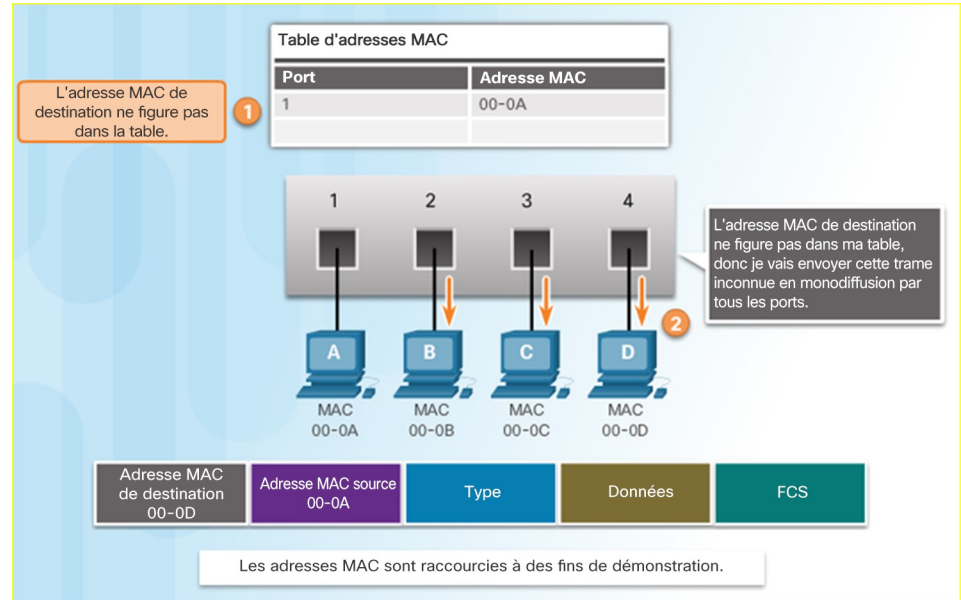 Table d'adresses MAC
Port Adresse MAC
1 00-0A
L'adresse MAC de
destination ne figure pas
dans la table.
1
1 2 3 4
L'adresse MAC de destination
ne figure pas dans ma table,
donc je vais envoyer cette trame
inconnue en monodiffusion par
tous les ports.
2
A B C D
MAC MAC MAC MAC
00-0A 00-0B 00-0C 00-0D
Adresse MAC
de destination
00-0D
Adresse MAC source
00-0A
Type
Données
FCS
Les adresses MAC sont raccourcies à des fins de démonstration.